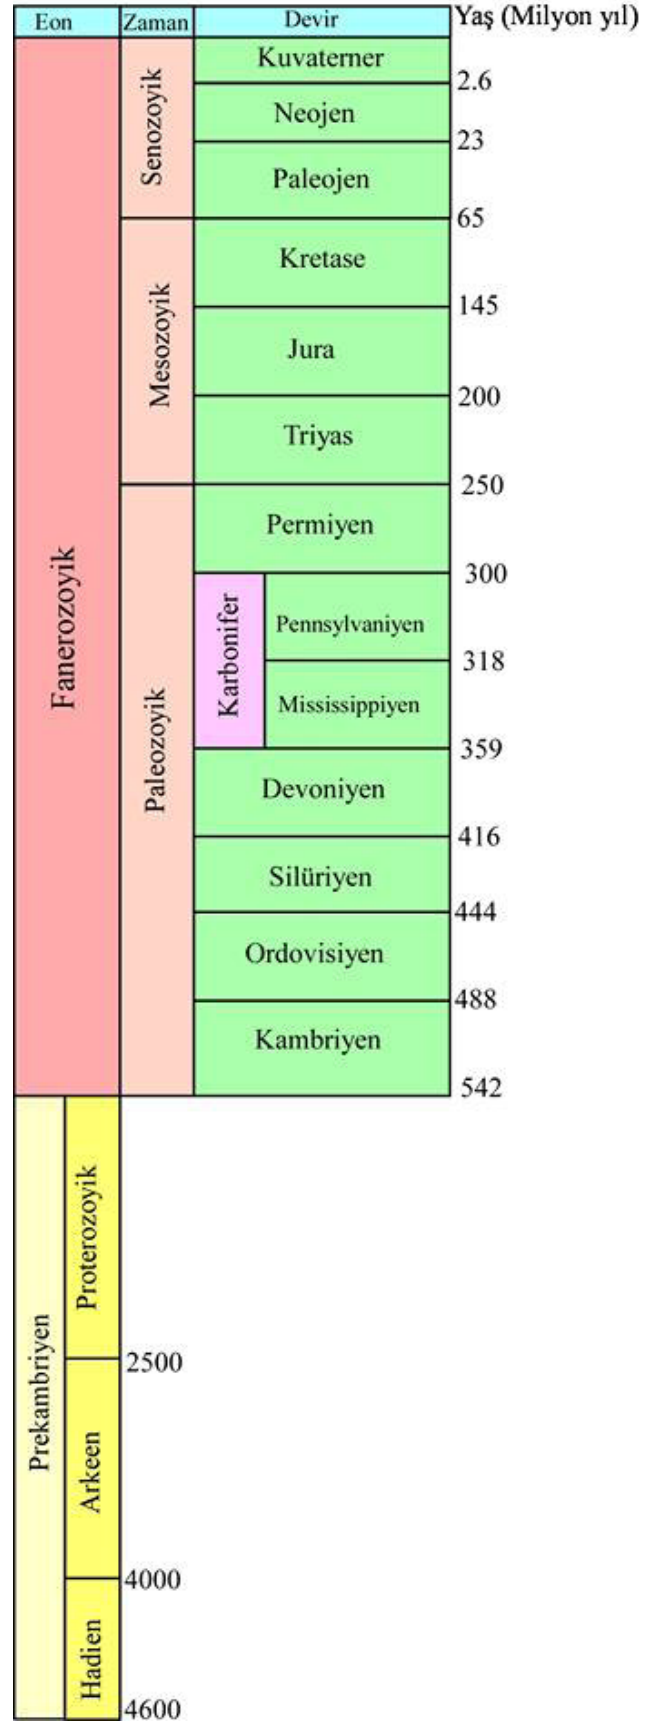 Eon Zaman Devir Yaş (Milyon yıl)
Fanerozoyik
Senozoyik
Kuvaterner
2.6
Neojen
23
Paleojen
65
Mesozoyik
Kretase
145
Jura
200
Triyas
250
Paleozoyik
Permiyen
300
Karbonifer
Pennsylvaniyen
318
Mississippiyen
359
Devoniyen
416
Silüriyen
444
Ordovisiyen
488
Kambriyen
542
Prekambriyen
Proterozoyik
2500
Arkeen
4000
Hadien
4600